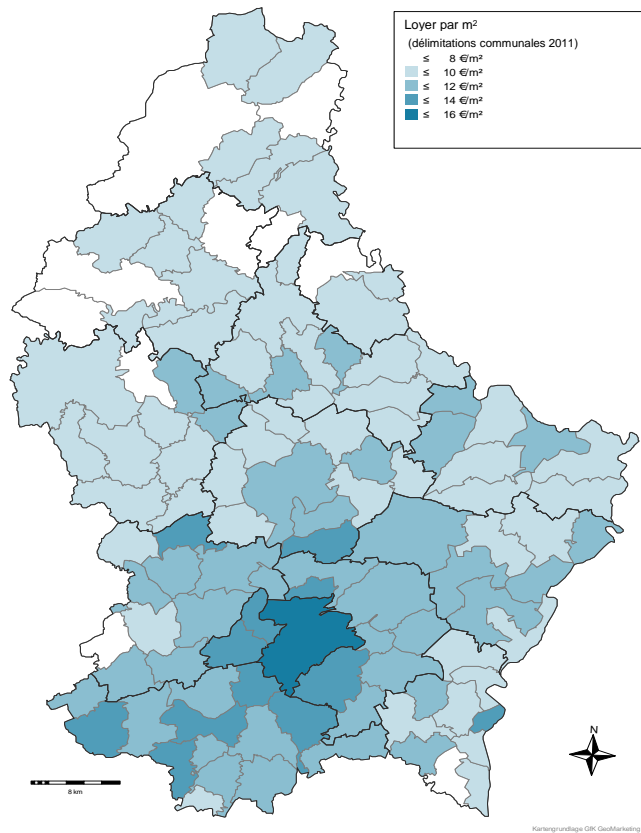 Loyer par m²
(délimitations communales 2011)
≤ 8 €/m²
≤ 10 €/m²
≤ 12 €/m²
≤ 14 €/m²
≤ 16 €/m²
N
8 km
Kartengrundlage GfK GeoMarketing